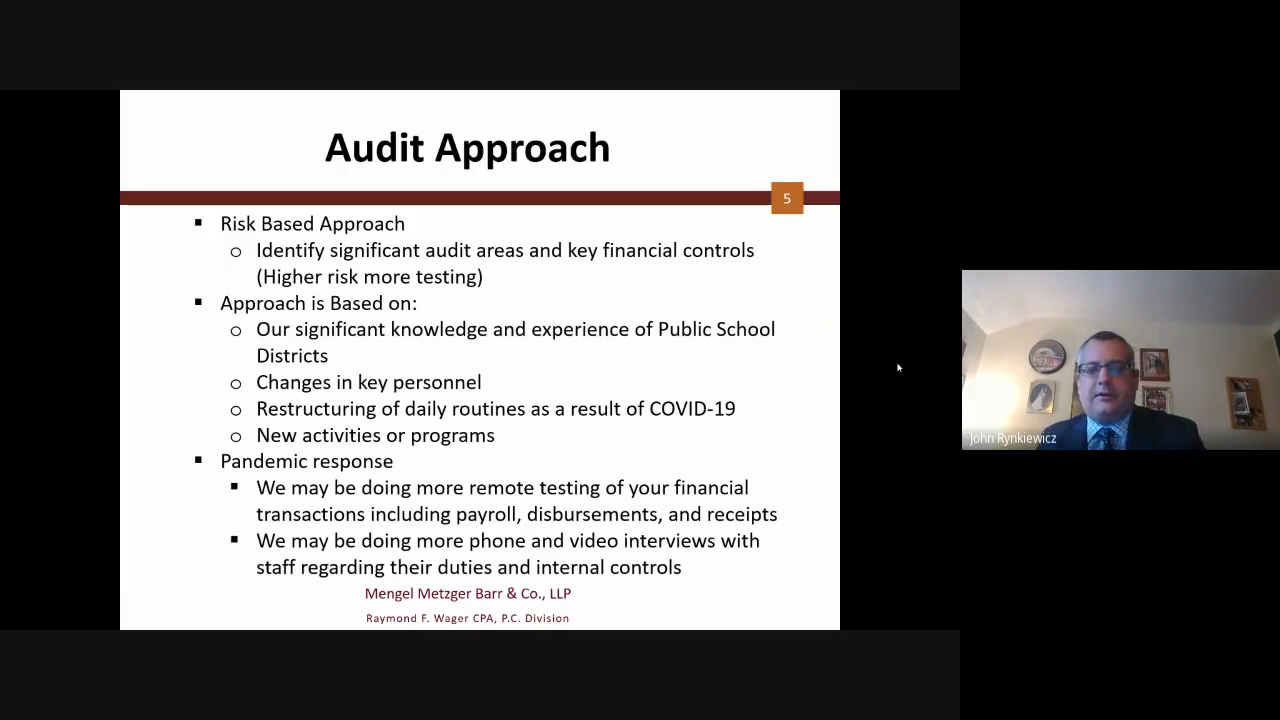 Audit Approach
5
Risk Based Approach
Identify significant audit areas and key financial controls
(Higher risk more testing)
Approach is Based on:
Our significant knowledge and experience of Public School
Districts
Changes in key personnel
Restructuring of daily routines as a result of COVID-19
New activities or programs
Pandemic response
We may be doing more remote testing of your financial
transactions including payroll, disbursements, and receipts
We may be doing more phone and video interviews with
staff regarding their duties and internal controls
Mengel Metzger Barr & Co., LLP
Raymond F. Wager CPA, P.C. Division
John Rynkiewicz